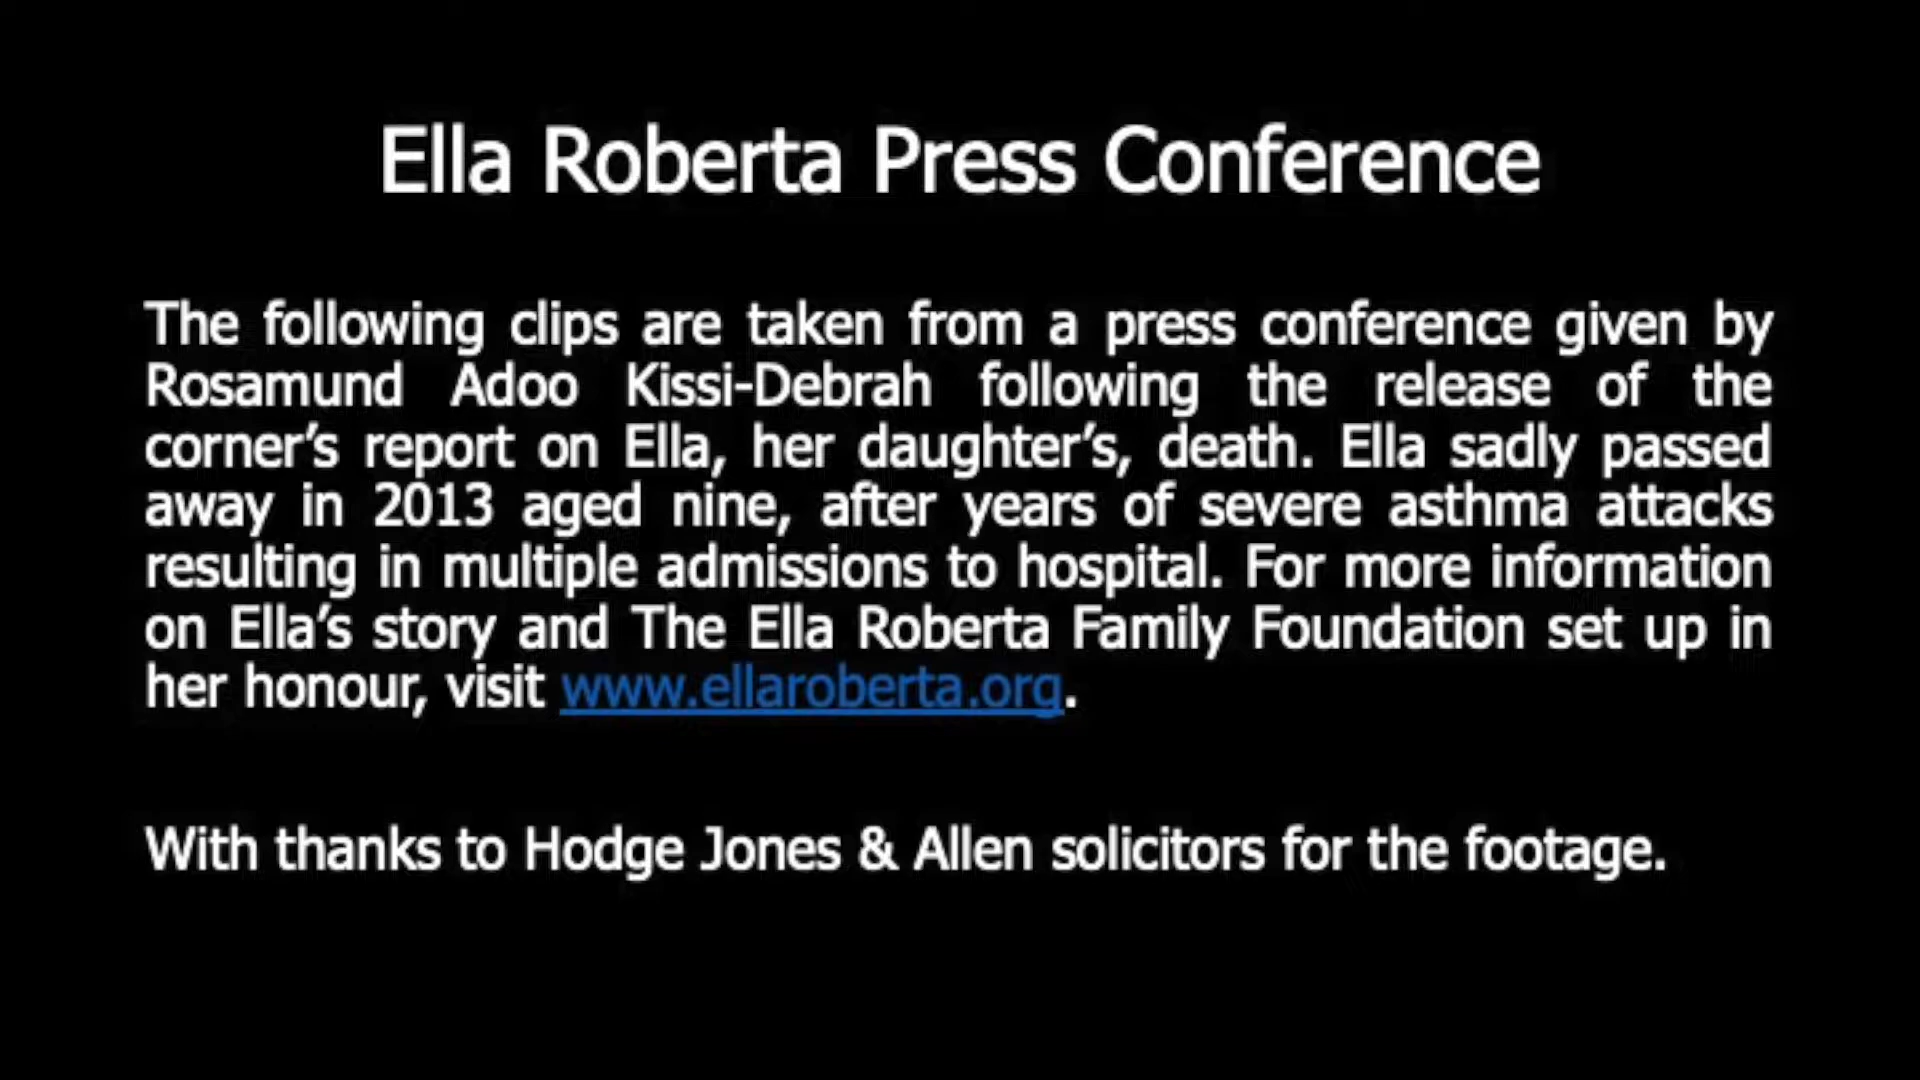 Ella Roberta Press Conference
The following clips are taken from a press conference given by
Rosamund Adoo Kissi-Debrah following the release of the
corner’s report on Ella, her daughter’s, death. Ella sadly passed
away in 2013 aged nine, after years of severe asthma attacks
resulting in multiple admissions to hospital. For more information
on Ella’s story and The Ella Roberta Family Foundation set up in
her honour, visit www.ellaroberta.org.
With thanks to Hodge Jones & Allen solicitors for the footage.